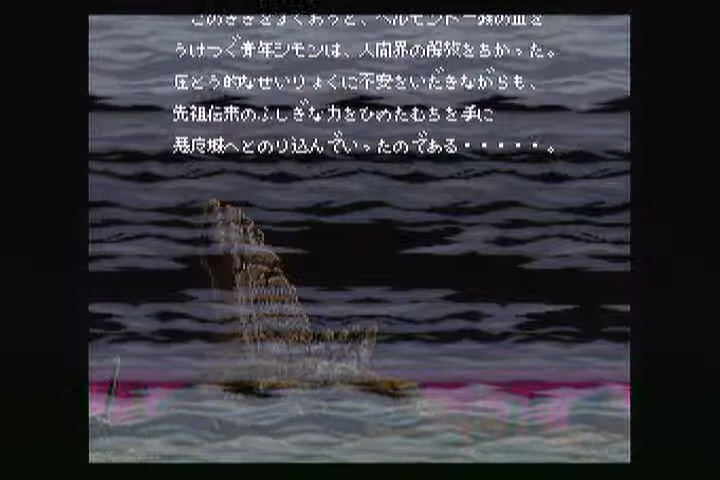 このききをすくおうと、ベルモンド一族の血を
うけつぐ青年シモンは、人間界の解放をちかった。
圧とう的なせいりょくに不安をいだきながらも、
先祖伝来のふしぎな力をひめたむちを手に
悪魔城へとのり込んでいったのである・・・・・。